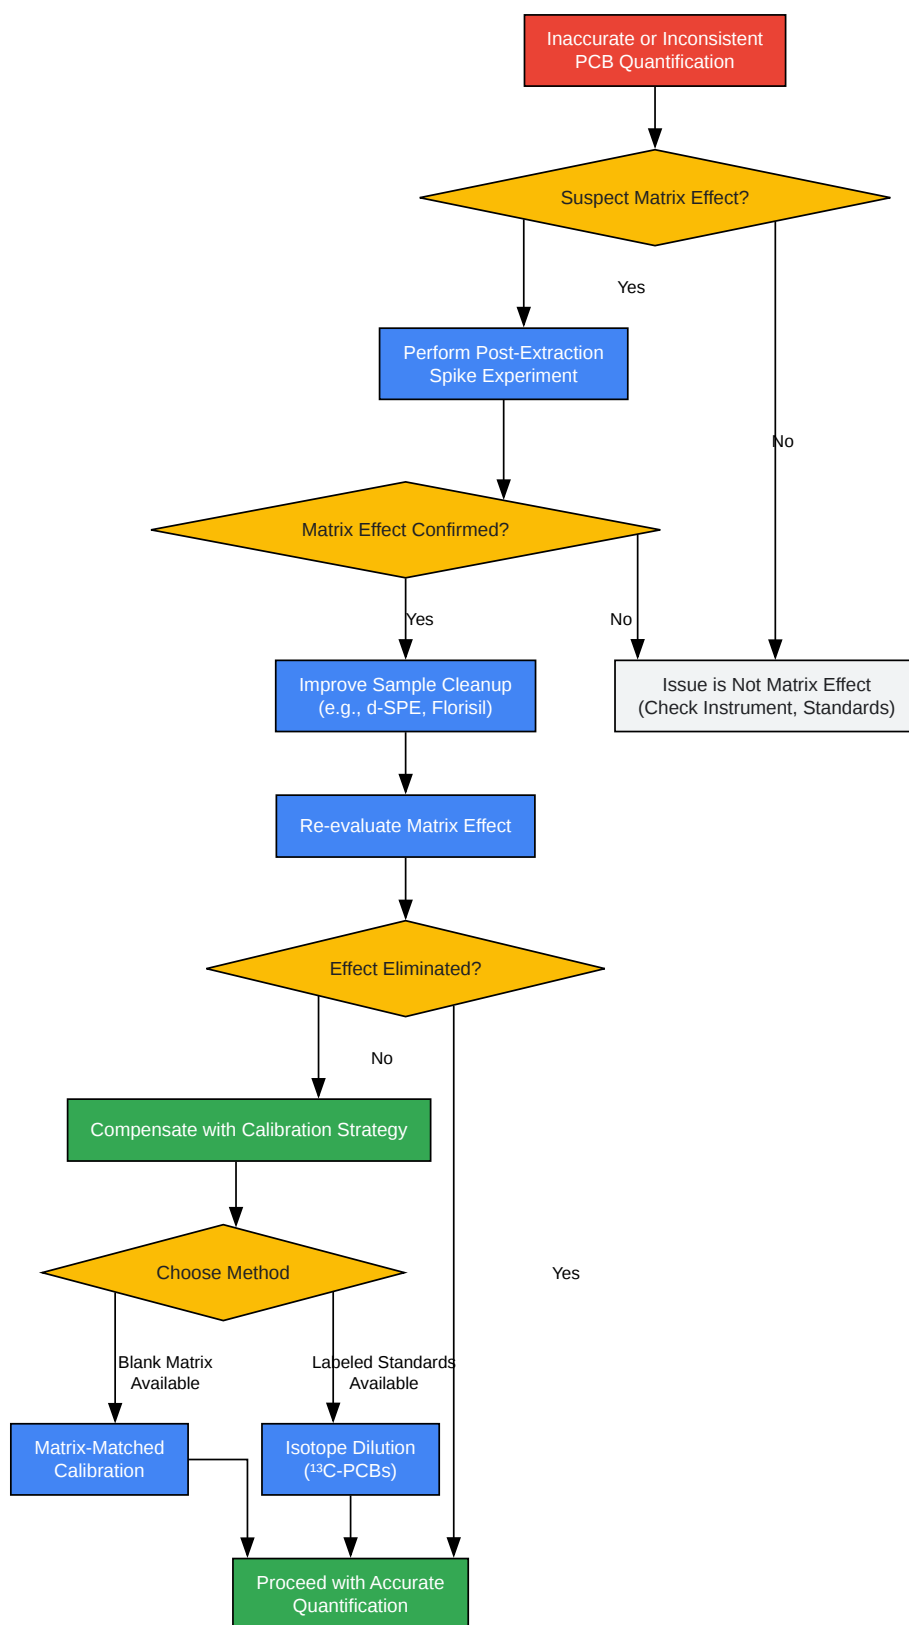 Inaccurate or Inconsistent
PCB Quantification
Suspect Matrix Effect?
Yes
Perform Post-Extraction
Spike Experiment
No
Matrix Effect Confirmed?
Yes
No
Improve Sample Cleanup
(e.g., d-SPE, Florisil)
Issue is Not Matrix Effect
(Check Instrument, Standards)
Re-evaluate Matrix Effect
Effect Eliminated?
No
Compensate with Calibration Strategy
Choose Method
Yes
Blank Matrix
Available
Labeled Standards
Available
Matrix-Matched
Calibration
Isotope Dilution
(¹³C-PCBs)
Proceed with Accurate
Quantification